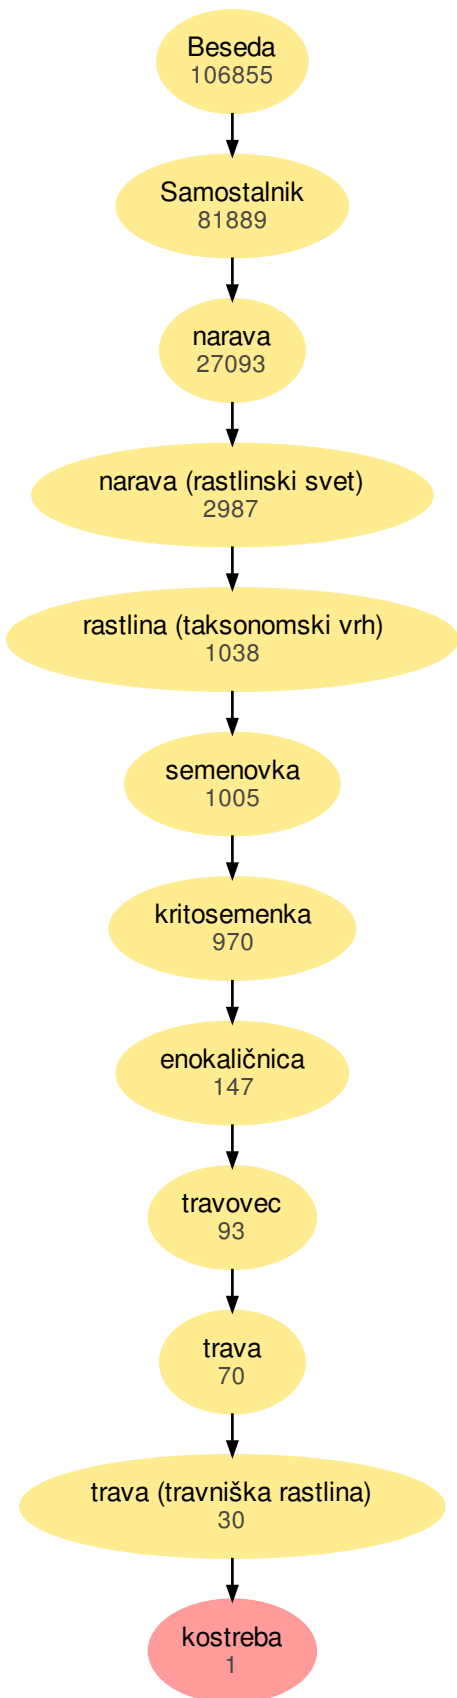 Beseda
106855
Samostalnik
81889
narava
27093
narava (rastlinski svet)
2987
rastlina (taksonomski vrh)
1038
semenovka
1005
kritosemenka
970
enokaličnica
147
travovec
93
trava
70
trava (travniška rastlina)
30
kostreba
1